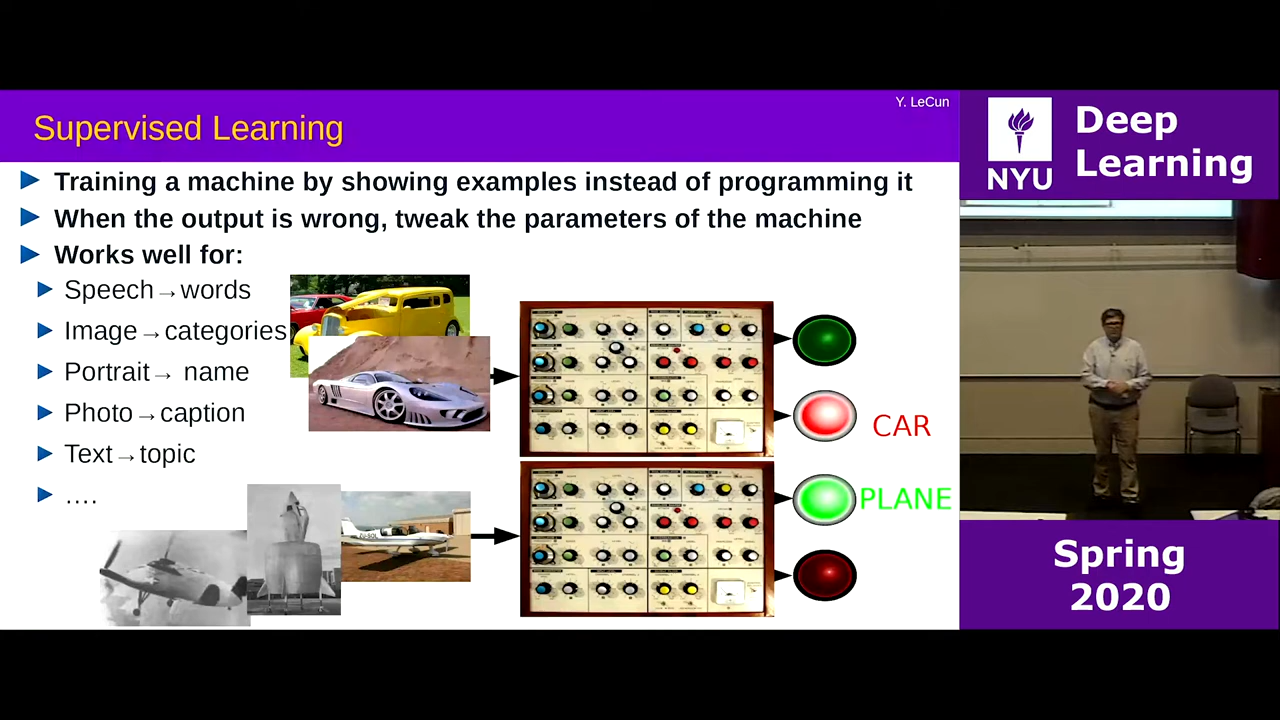 Y. LeCun
Supervised Learning
Training a machine by showing examples instead of programming it
When the output is wrong, tweak the parameters of the machine
Works well for:
Speech→words
Image→categories
Portrait→ name
Photo→caption
Text→topic
….
CAR
PLANE
NYU
Deep
Learning
Spring
2020